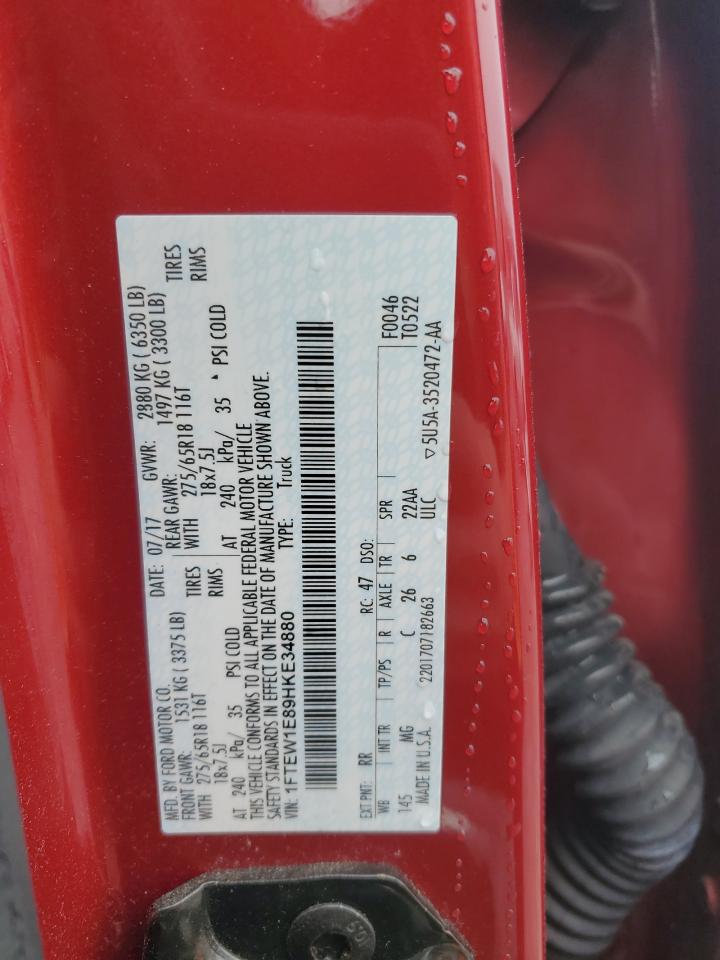 MFD. BY FORD MOTOR CO. DATE: 07/17 GVWR: 2880 KG ( 6350 LB)
FRONT GAWR: 1531 KG ( 3375 LB) REAR GAWR: 1497 KG ( 3300 LB)
WITH 275/65R18 116T TIRES WITH 275/65R18 116T TIRES
18x7.5J RIMS 18x7.5J RIMS
AT 240 kPa/ 35 PSI COLD AT 240 kPa/ 35 PSI COLD
THIS VEHICLE CONFORMS TO ALL APPLICABLE FEDERAL MOTOR VEHICLE
SAFETY STANDARDS IN EFFECT ON THE DATE OF MANUFACTURE SHOWN ABOVE.
VIN: 1FTEW1E89HKE34880 TYPE: Truck
EXT PNT: RR RC: 47 DSO: F0046
WB INT TR TP/PS R AXLE TR SPR T0522
145 MG C 26 6 22AA
MADE IN U.S.A. 2201707182663 ULC ▽5U5A-3520472-AA
50